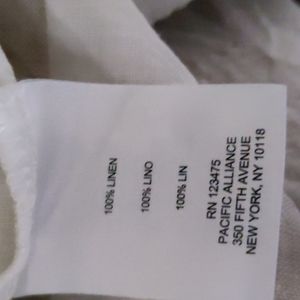 100% LINEN
100% LINO
100% LIN
RN 123475
PACIFIC ALLIANCE
350 FIFTH AVENUE
NEW YORK, NY 10118